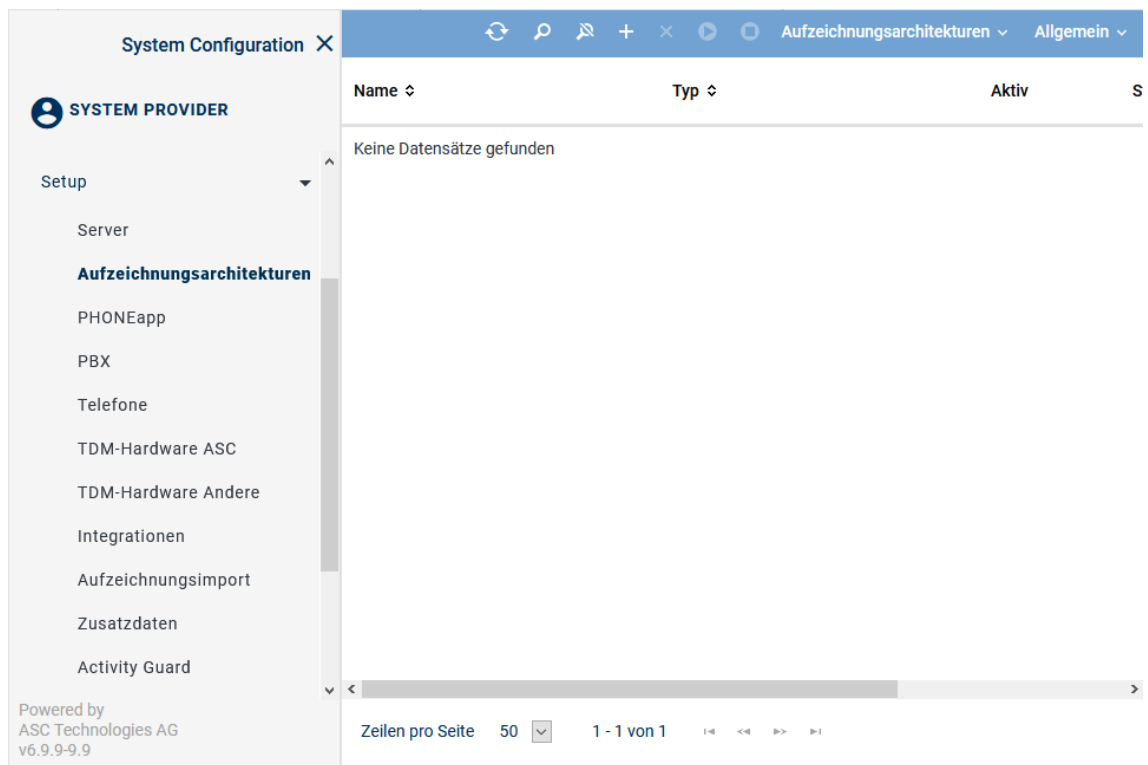 System Configuration
SYSTEM PROVIDER
Setup
Server
Aufzeichnungsarchitekturen
PHONEapp
PBX
Telefone
TDM-Hardware ASC
TDM-Hardware Andere
Integrationen
Aufzeichnungsimport
Zusatzdaten
Activity Guard
Powered by
ASC Technologies AG
v6.9.9-9.9
Aufzeichnungsarchitekturen Allgemein
Name Typ Aktiv S
Keine Datensätze gefunden
Zeilen pro Seite 50 1 - 1 von 1